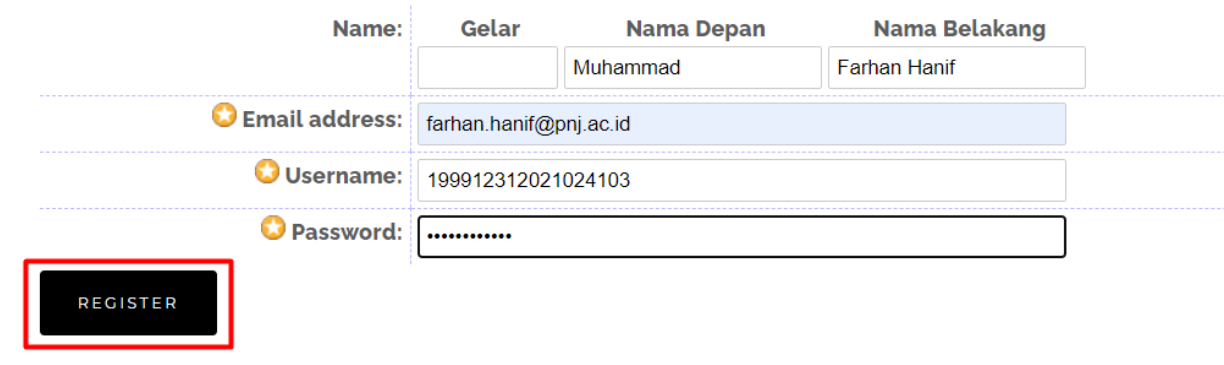 Name: Gelar Nama Depan Nama Belakang
Muhammad Farhan Hanif
Email address: farhan.hanif@pnj.ac.id
Username: 199912312021024103
Password: ••••••••••••
REGISTER